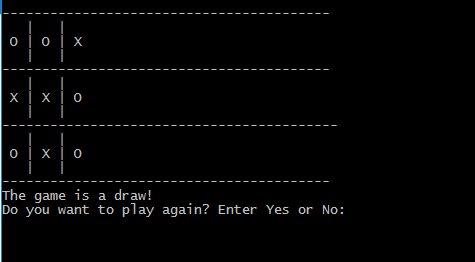 -----------------------------------------
   |   |
 O | O | X
   |   |
-----------------------------------------
   |   |
 X | X | O
   |   |
------------------------------------------
   |   |
 O | X | O
   |   |
-----------------------------------------
The game is a draw!
Do you want to play again? Enter Yes or No: